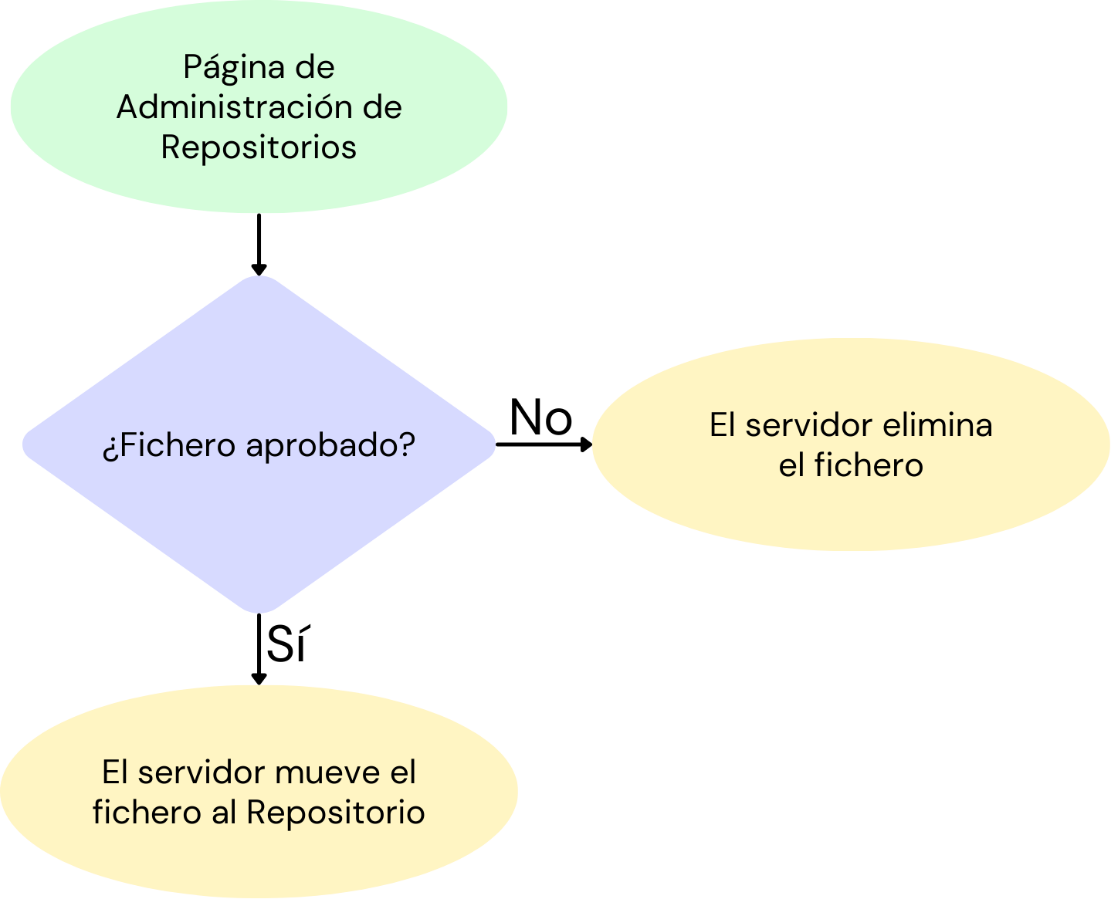 Página de
Administración de
Repositorios
¿Fichero aprobado?
No
El servidor elimina
el fichero
Sí
El servidor mueve el
fichero al Repositorio